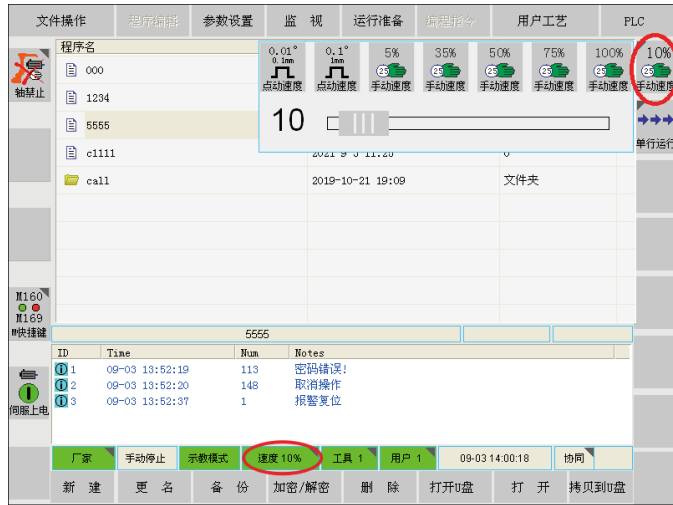 文件操作 程序编辑 参数设置 监 视 运行准备 编程指令 用户工艺 PLC
程序名
轴禁止
000
1234
5555
c1111 2021 9 3 11:25 0
call 2019-10-21 19:09 文件夹
0.01° 0.1mm 点动速度
0.1° 1mm 点动速度
5% 25 手动速度
35% 25 手动速度
50% 25 手动速度
75% 25 手动速度
100% 25 手动速度
10% 25 手动速度
10
单行运行
M160
M169
M快捷键
5555
ID Time Num Notes
1 09-03 13:52:19 113 密码错误!
2 09-03 13:52:20 148 取消操作
3 09-03 13:52:37 1 报警复位
伺服上电
厂家 手动停止 示教模式 速度 10% 工具 1 用户 1 09-03 14:00:18 协同
新 建 更 名 备 份 加密/解密 删 除 打开U盘 打 开 拷贝到U盘